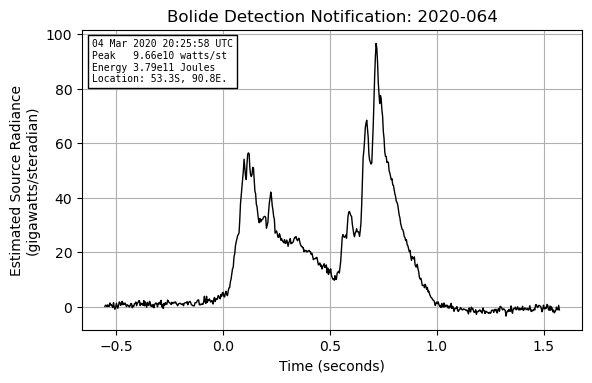 Bolide Detection Notification: 2020-064
04 Mar 2020 20:25:58 UTC
Peak 9.66e10 watts/st
Energy 3.79e11 Joules
Location: 53.3S, 90.8E.
Estimated Source Radiance
(gigawatts/steradian)
100
80
60
40
20
0
−0.5
0.0
0.5
1.0
1.5
Time (seconds)